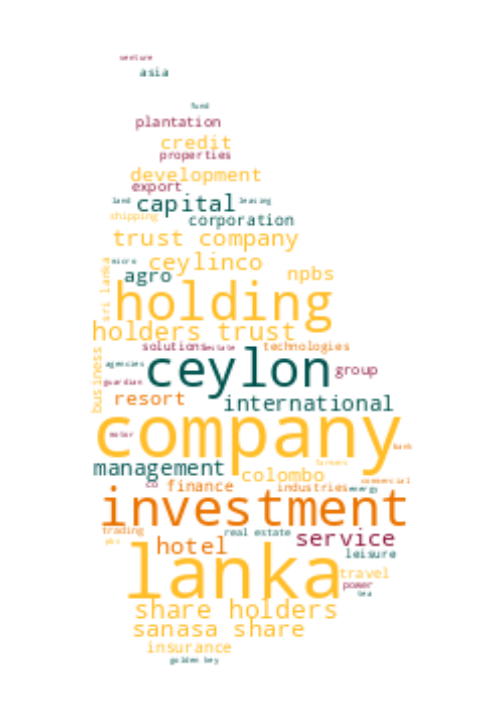 venture
asia
fund
plantation
credit
properties
development
export
land capital leasing
shipping corporation
trust company
micro ceylinco
agro npbs
sri lanka
holding
holders trust
solutions estate technologies
business
agencies ceylon group
guardian
resort international
company
motor
bank
management farmers
colombo commercial
co finance industries energy
investment
trading real estate service
pbs hotel leisure
lanka travel
power
tea
share holders
sanasa share
insurance
golden key